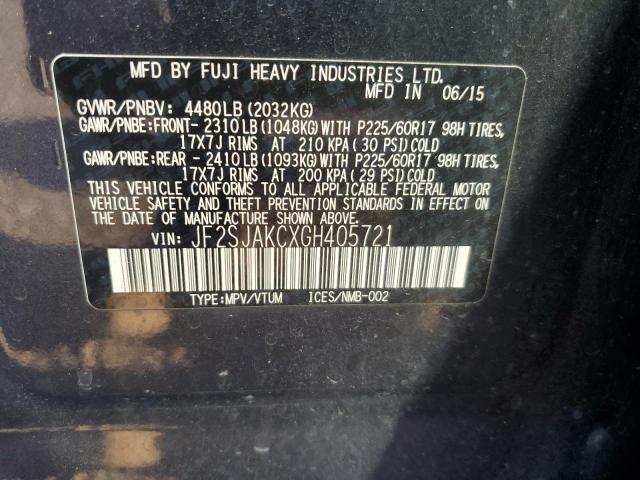 MFD BY FUJI HEAVY INDUSTRIES LTD.
MFD IN 06/15
GVWR/PNBV: 4480LB(2032KG)
GAWR/PNBE:FRONT- 2310LB(1048KG)WITH P225/60R17 98H TIRES,
17X7J RIMS AT 210 KPA(30 PSI)COLD
GAWR/PNBE:REAR - 2410LB(1093KG)WITH P225/60R17 98H TIRES,
17X7J RIMS AT 200 KPA(29 PSI)COLD
THIS VEHICLE CONFORMS TO ALL APPLICABLE FEDERAL MOTOR
VEHICLE SAFETY AND THEFT PREVENTION STANDARDS IN EFFECT
ON THE DATE OF MANUFACTURE SHOWN ABOVE.
VIN: JF2SJAKCXGH405721
TYPE:MPV/VTUM ICES/NMB-002